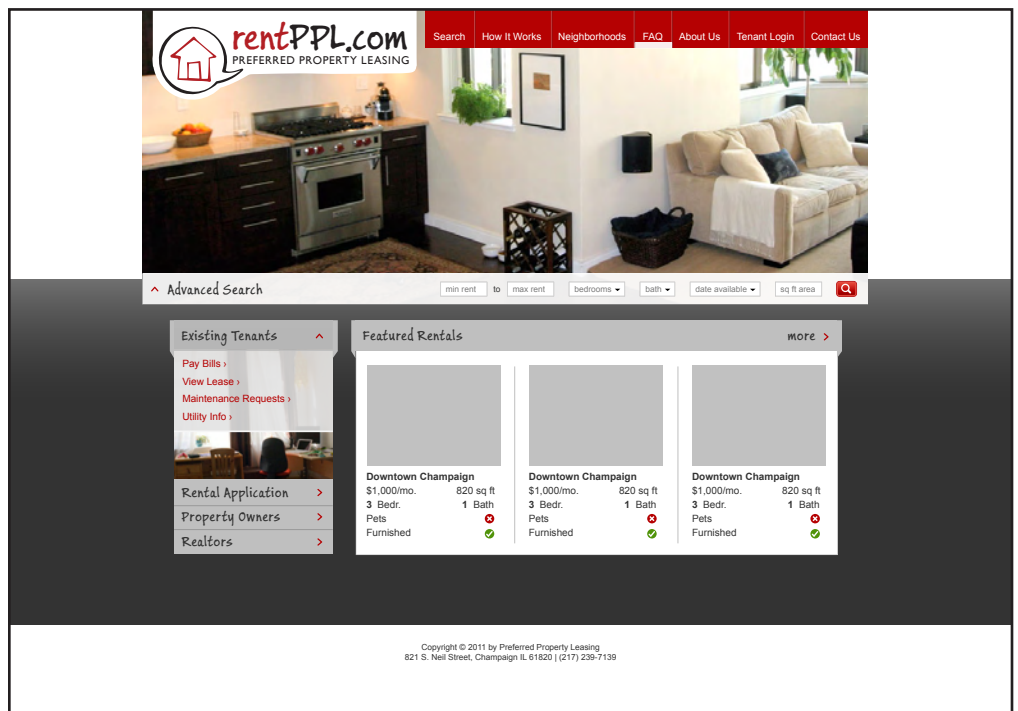 rentPPL.com
PREFERRED PROPERTY LEASING
Search How It Works Neighborhoods FAQ About Us Tenant Login Contact Us
Advanced Search min rent to max rent bedrooms bath date available sq ft area
Existing Tenants
Pay Bills ›
View Lease ›
Maintenance Requests ›
Utility Info ›
Rental Application
Property Owners
Realtors
Featured Rentals more
Downtown Champaign
$1,000/mo. 820 sq ft
3 Bedr. 1 Bath
Pets
Furnished
Downtown Champaign
$1,000/mo. 820 sq ft
3 Bedr. 1 Bath
Pets
Furnished
Downtown Champaign
$1,000/mo. 820 sq ft
3 Bedr. 1 Bath
Pets
Furnished
Copyright © 2011 by Preferred Property Leasing
821 S. Neil Street, Champaign IL 61820 | (217) 239-7139